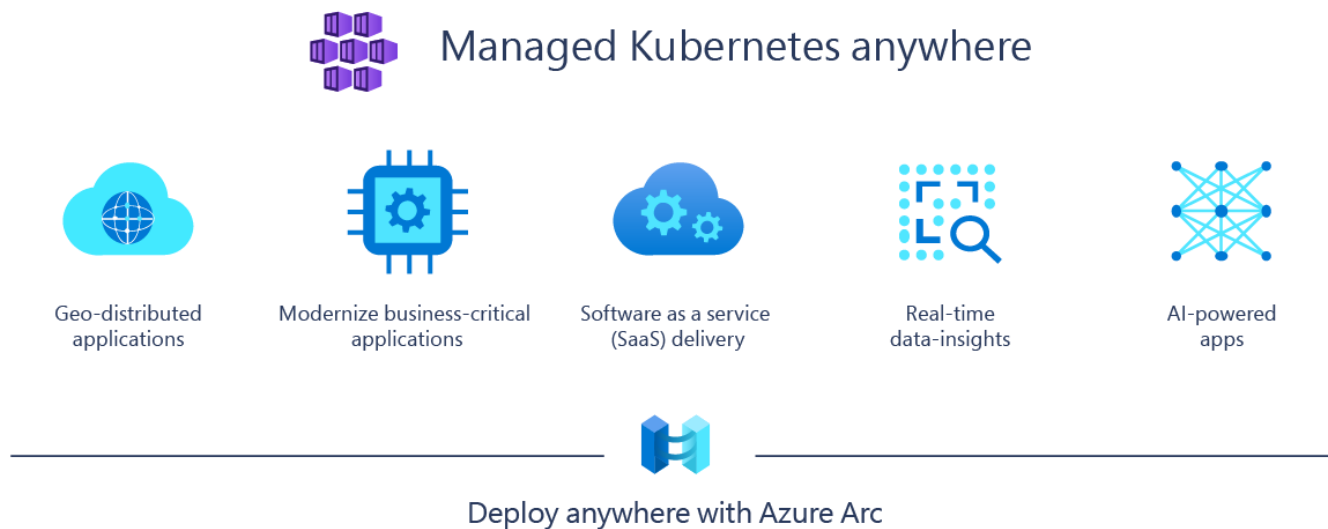 Managed Kubernetes anywhere
Geo-distributed
applications
Modernize business-critical
applications
Software as a service
(SaaS) delivery
Real-time
data-insights
AI-powered
apps
Deploy anywhere with Azure Arc